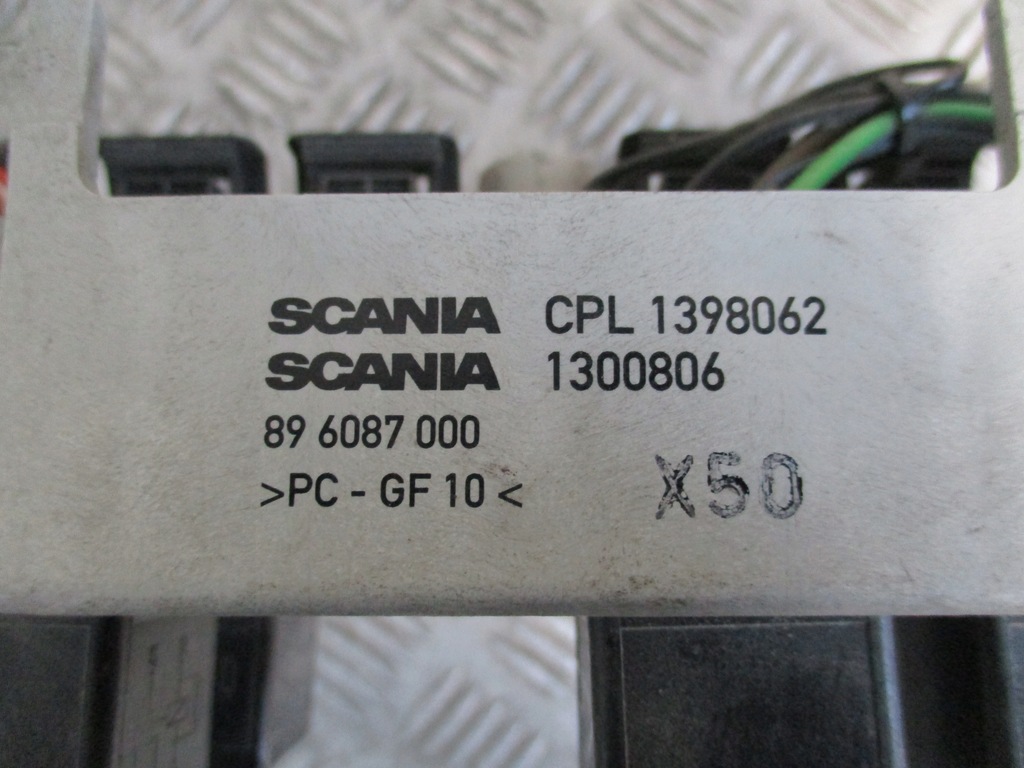 SCANIA CPL 1398062
SCANIA 1300806
89 6087 000
>PC - GF 10 <
X50